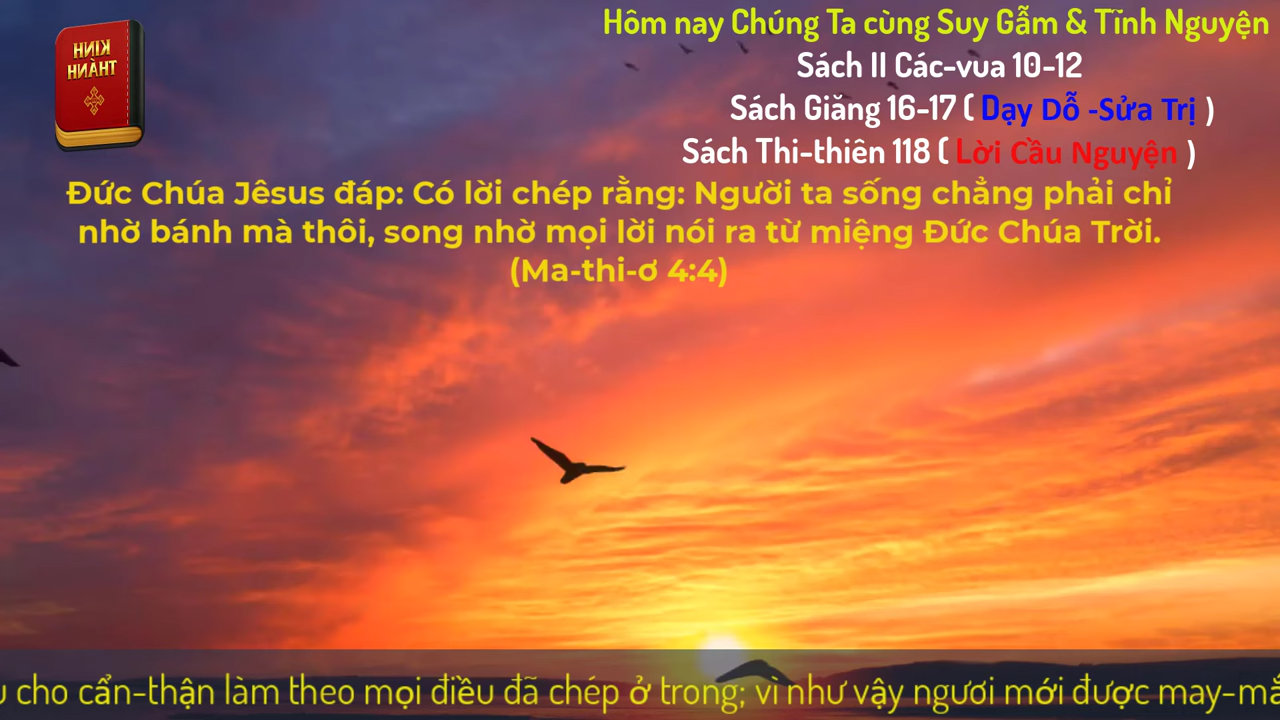 KINH
THÀNH
Hôm nay Chúng Ta cùng Suy Gẫm & Tĩnh Nguyện
Sách II Các-vua 10-12
Sách Giăng 16-17 ( Dạy Dỗ -Sửa Trị )
Sách Thi-thiên 118 ( Lời Cầu Nguyện )
Đức Chúa Jêsus đáp: Có lời chép rằng: Người ta sống chẳng phải chỉ
nhờ bánh mà thôi, song nhờ mọi lời nói ra từ miệng Đức Chúa Trời.
(Ma-thi-ơ 4:4)
cho cẩn-thận làm theo mọi điều đã chép ở trong; vì như vậy ngươi mới được